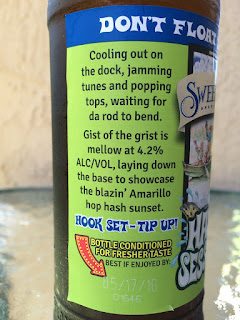 DON'T FLOAT
Cooling out on
the dock, jamming
tunes and popping
tops, waiting for
da rod to bend.
Gist of the grist is
mellow at 4.2%
ALC/VOL, laying down
the base to showcase
the blazin' Amarillo
hop hash sunset.
HOOK SET - TIP UP!
BOTTLE CONDITIONED
FOR FRESHER TASTE
BEST IF ENJOYED BY:
05/17/16